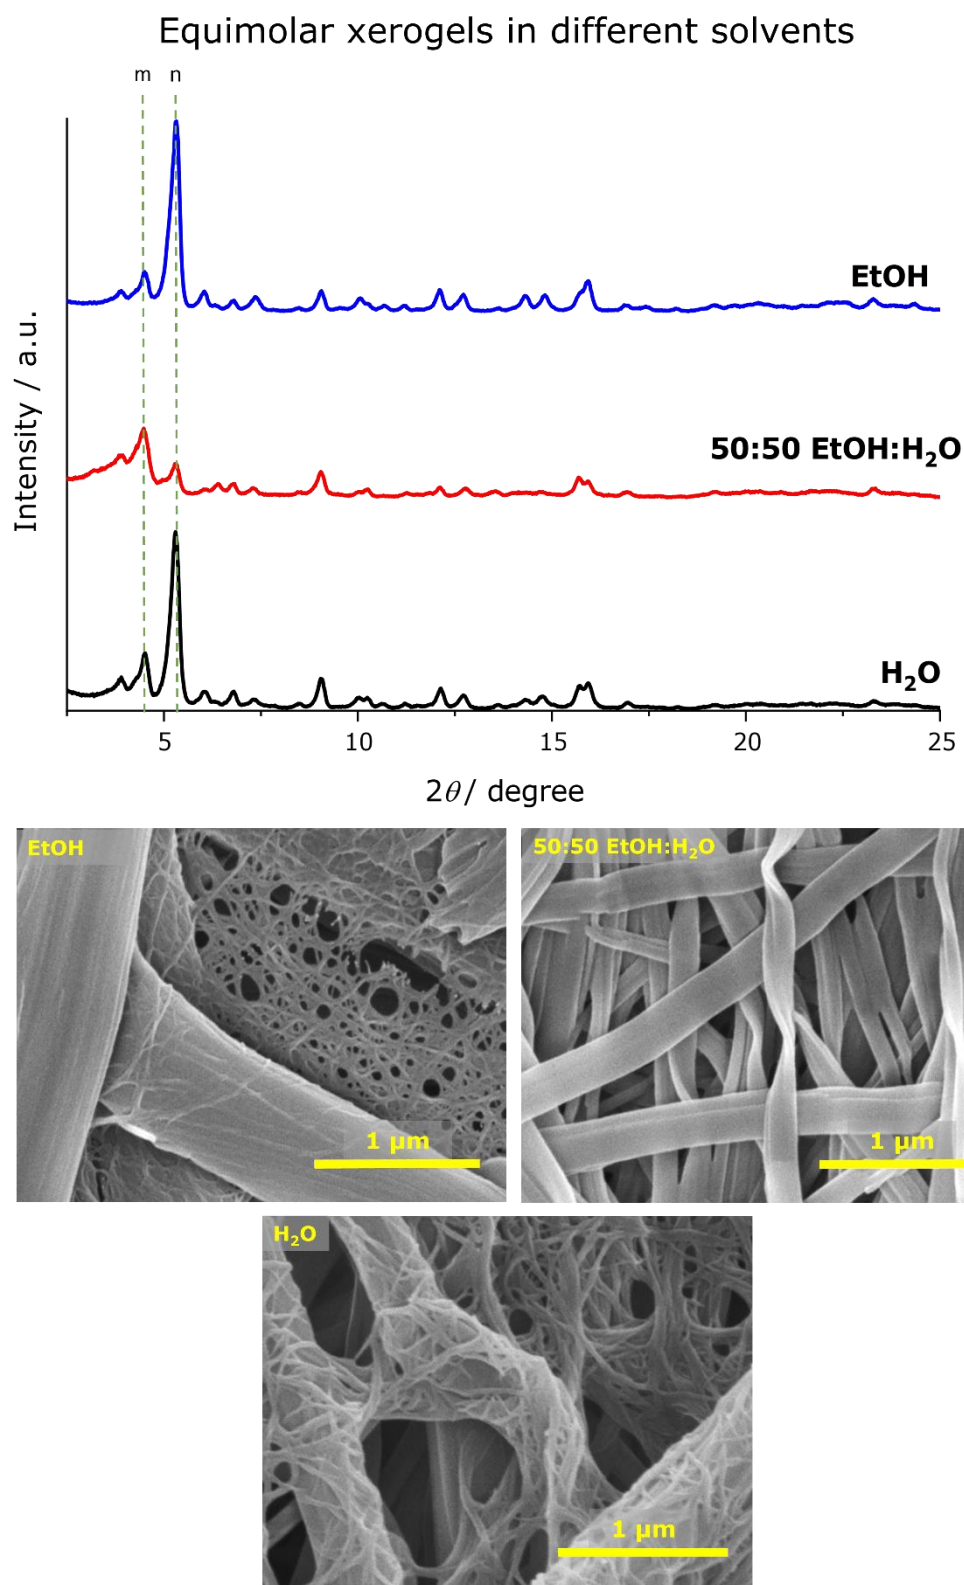 Equimolar xerogels in different solvents
m n
EtOH
50:50 EtOH:H₂O
H₂O
Intensity / a.u.
5 10 15 20 25
2θ / degree
EtOH
1 μm
50:50 EtOH:H₂O
1 μm
H₂O
1 μm